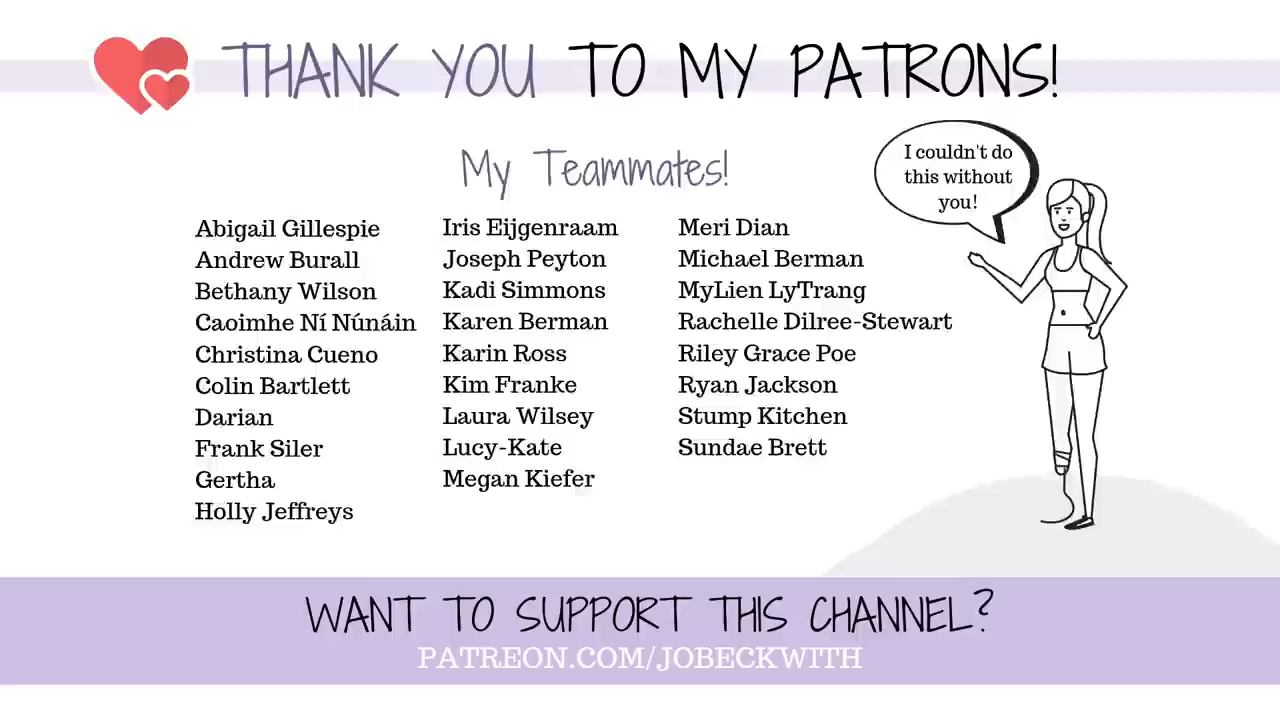 THANK YOU TO MY PATRONS!
My Teammates!
I couldn't do
this without
you!
Abigail Gillespie
Andrew Burall
Bethany Wilson
Caoimhe Ní Núnáin
Christina Cueno
Colin Bartlett
Darian
Frank Siler
Gertha
Holly Jeffreys
Iris Eijgenraam
Joseph Peyton
Kadi Simmons
Karen Berman
Karin Ross
Kim Franke
Laura Wilsey
Lucy-Kate
Megan Kiefer
Meri Dian
Michael Berman
MyLien LyTrang
Rachelle Dilree-Stewart
Riley Grace Poe
Ryan Jackson
Stump Kitchen
Sundae Brett
WANT TO SUPPORT THIS CHANNEL?
PATREON.COM/JOBECKWITH